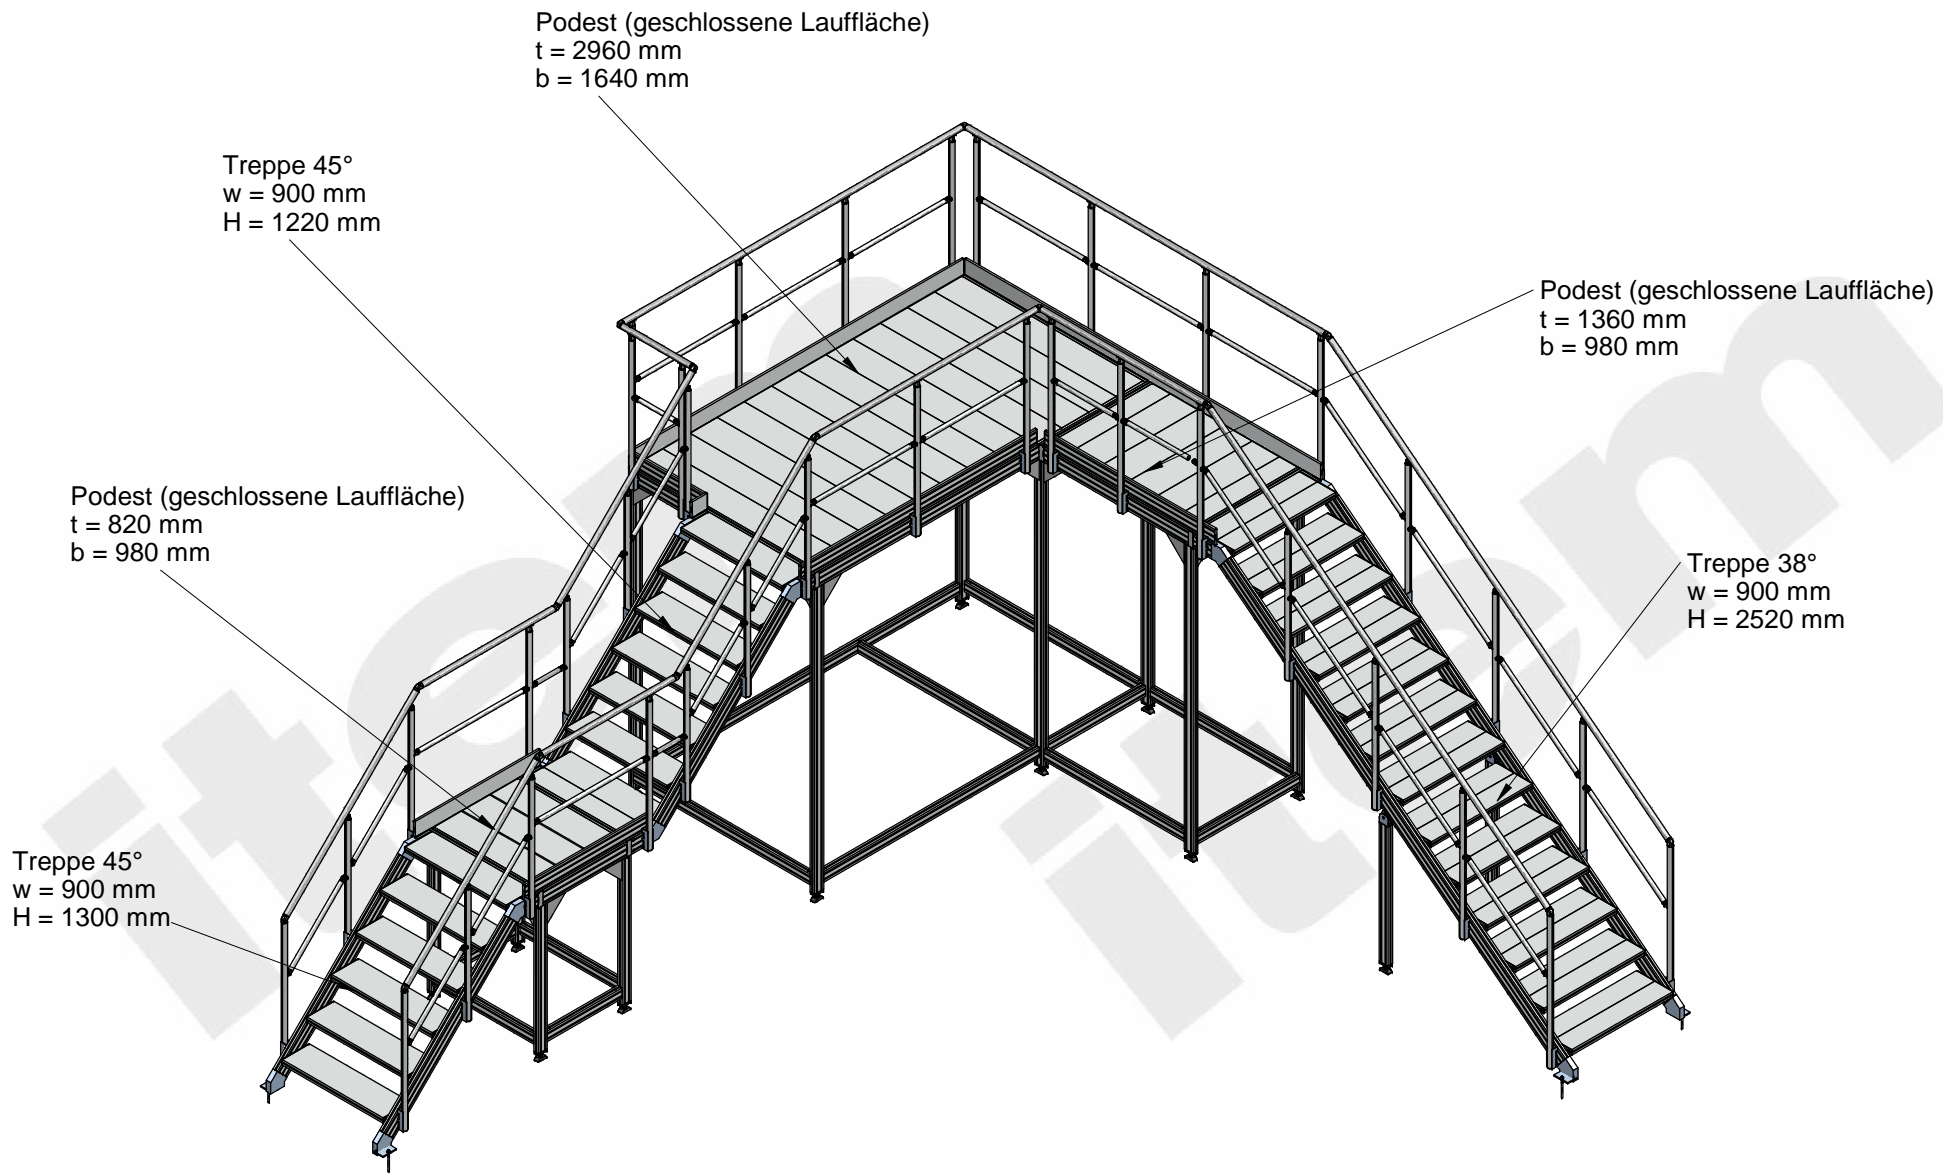 Podest (geschlossene Lauffläche)
t = 2960 mm
b = 1640 mm
Treppe 45°
w = 900 mm
H = 1220 mm
Podest (geschlossene Lauffläche)
t = 1360 mm
b = 980 mm
Podest (geschlossene Lauffläche)
t = 820 mm
b = 980 mm
Treppe 38°
w = 900 mm
H = 2520 mm
Treppe 45°
w = 900 mm
H = 1300 mm
item
item